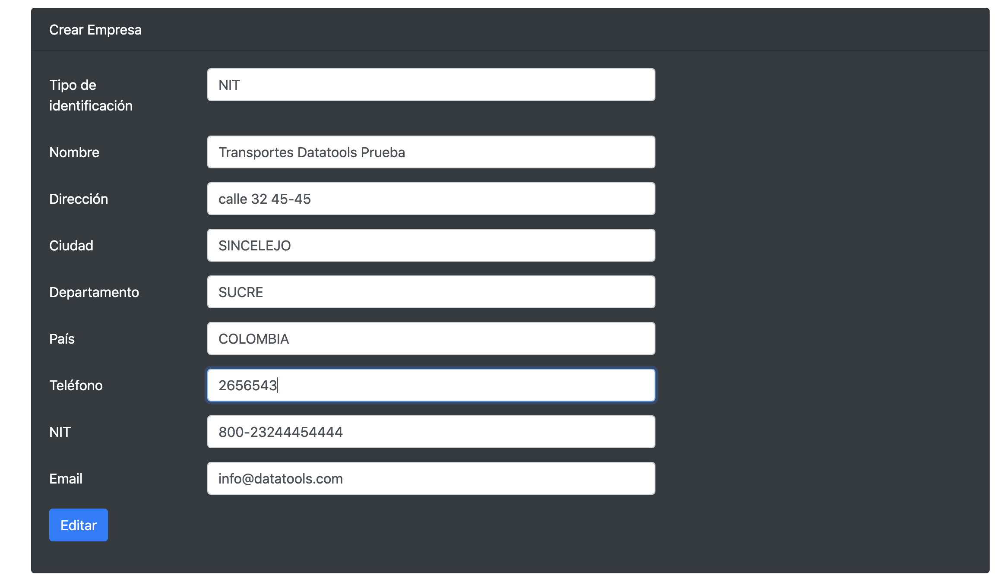 Crear Empresa
Tipo de
identificación
NIT
Nombre
Transportes Datatools Prueba
Dirección
calle 32 45-45
Ciudad
SINCELEJO
Departamento
SUCRE
País
COLOMBIA
Teléfono
2656543
NIT
800-23244454444
Email
info@datatools.com
Editar